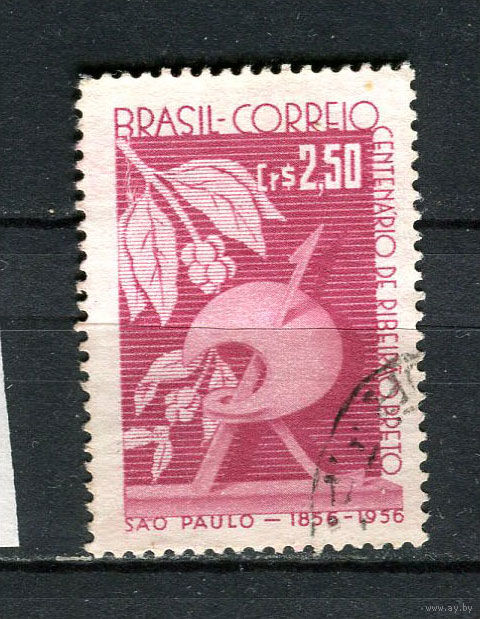 BRASIL-CORREIO
Cr$ 2,50
CENTENÁRIO DE RIBEIRÃO PRETO
SÃO PAULO — 1856-1956
www.ay.by